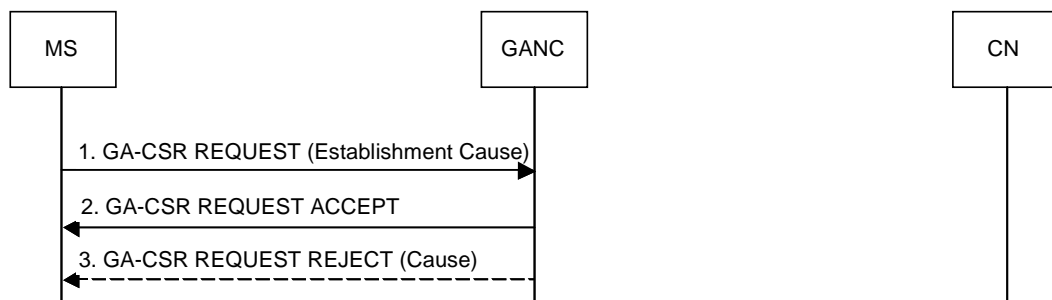 MS
GANC
CN
1. GA-CSR REQUEST (Establishment Cause)
2. GA-CSR REQUEST ACCEPT
3. GA-CSR REQUEST REJECT (Cause)